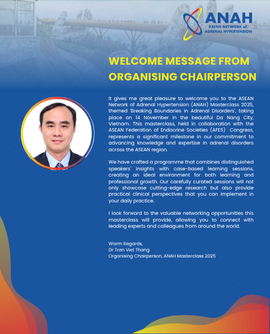 ANAH
ASEAN NETWORK of
ADRENAL HYPERTENSION
WELCOME MESSAGE FROM
ORGANISING CHAIRPERSON
It gives me great pleasure to welcome you to the ASEAN
Network of Adrenal Hypertension (ANAH) Masterclass 2025,
themed 'Breaking Boundaries in Adrenal Disorders', taking
place on 14 November in the beautiful Da Nang City,
Vietnam. This masterclass, held in collaboration with the
ASEAN Federation of Endocrine Societies (AFES) Congress,
represents a significant milestone in our commitment to
advancing knowledge and expertise in adrenal disorders
across the ASEAN region.
We have crafted a programme that combines distinguished
speakers' insights with case-based learning sessions,
creating an ideal environment for both learning and
professional growth. Our carefully curated sessions will not
only showcase cutting-edge research but also provide
practical clinical perspectives that you can implement in
your daily practice.
I look forward to the valuable networking opportunities this
masterclass will provide, allowing you to connect with
leading experts and colleagues from around the world.
Warm Regards,
Dr Tran Viet Thang
Organising Chairperson, ANAH Masterclass 2025